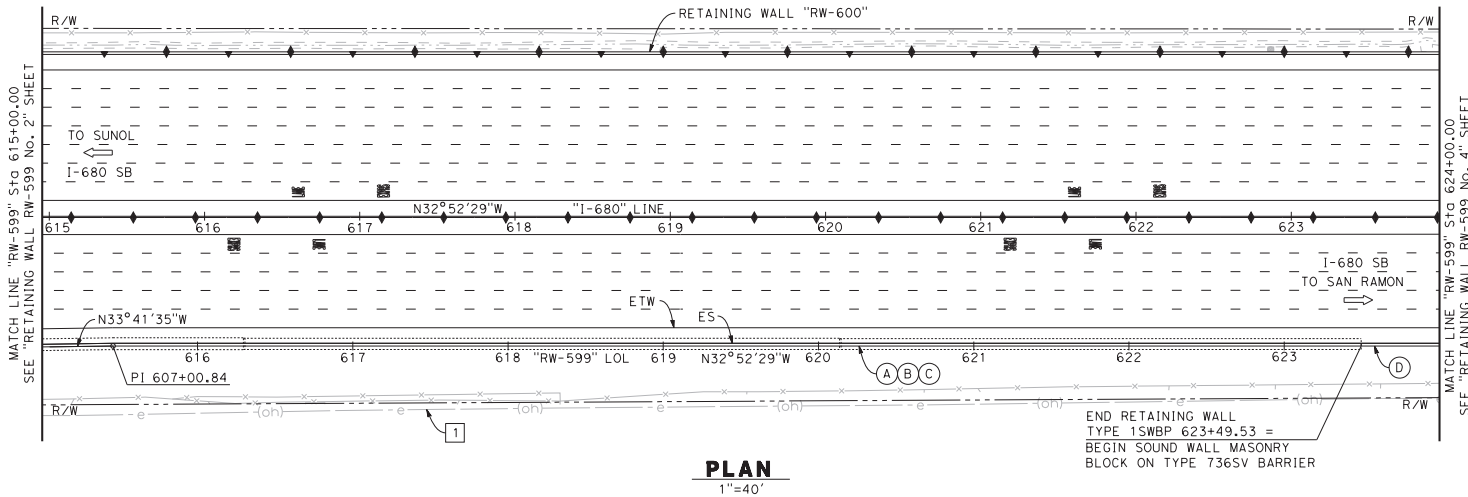 R/W
RETAINING WALL "RW-600"
R/W
MATCH LINE "RW-599" Sta 615+00.00
SEE "RETAINING WALL RW-599 No. 2" SHEET
TO SUNOL
I-680 SB
N32°52'29"W
"I-680" LINE
615
616
617
618
619
620
621
622
623
I-680 SB
TO SAN RAMON
ETW
ES
N33°41'35"W
616
617
618
"RW-599" LOL
619
N32°52'29"W
620
621
622
623
PI 607+00.84
A B C
D
R/W
e
(oh)
e
(oh)
e
(oh)
e
(oh)
e
(oh)
R/W
1
END RETAINING WALL
TYPE 1SWBP 623+49.53 =
BEGIN SOUND WALL MASONRY
BLOCK ON TYPE 736SV BARRIER
MATCH LINE "RW-599" Sta 624+00.00
SEE "RETAINING WALL RW-599 No. 4" SHEET
PLAN
1"=40'